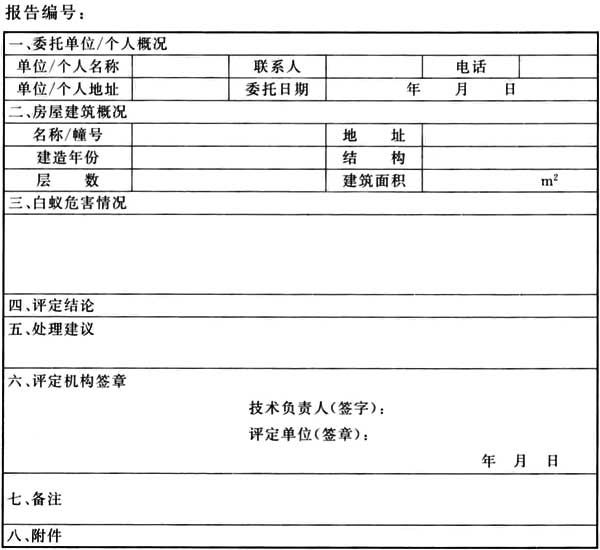 报告编号：
一、委托单位/个人概况
单位/个人名称 联系人 电话
单位/个人地址 委托日期 年 月 日
二、房屋建筑概况
名称/幢号 地 址
建造年份 结 构
层 数 建筑面积 m²
三、白蚁危害情况
四、评定结论
五、处理建议
六、评定机构签章
技术负责人(签字)：
评定单位(签章)：
年 月 日
七、备注
八、附件